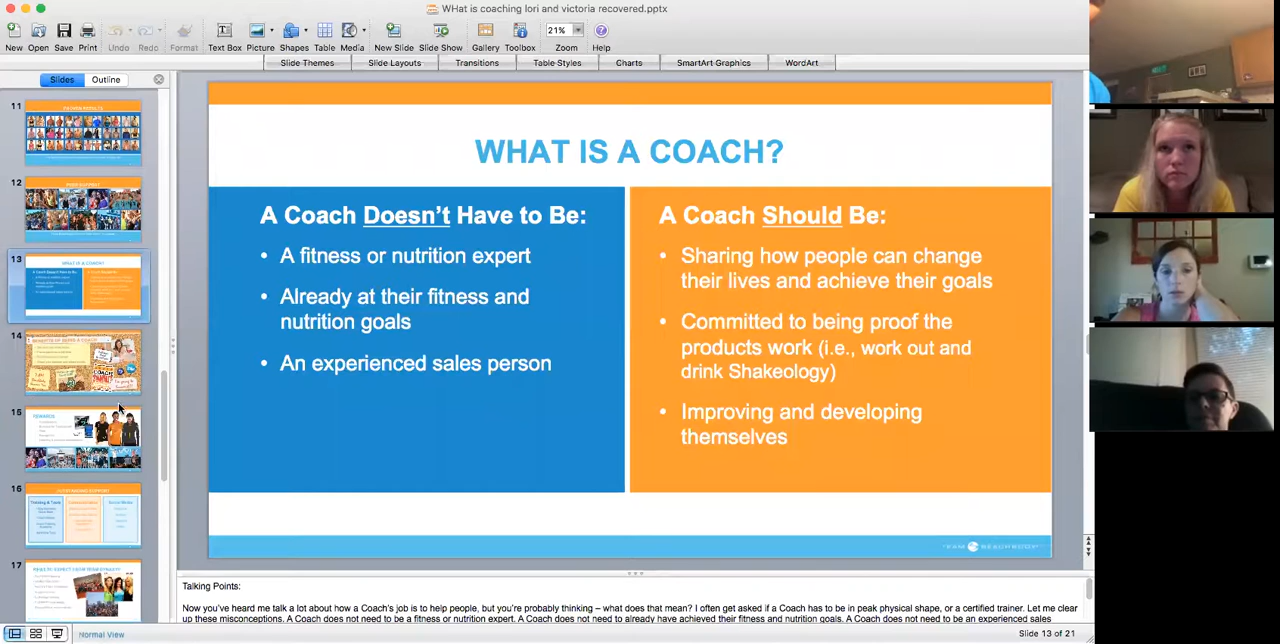 WHat is coaching lori and victoria recovered.pptx
New Open Save Print Undo Redo Format Text Box Picture Shapes Table Media New Slide Slide Show Gallery Toolbox 21% Zoom Help
Slide Themes Slide Layouts Transitions Table Styles Charts SmartArt Graphics WordArt
Slides Outline
11
12
13
WHAT IS A COACH?
14
BENEFITS OF BEING A COACH
15
REWARDS
16
17
WHAT IS A COACH?
A Coach Doesn't Have to Be:
• A fitness or nutrition expert
• Already at their fitness and
nutrition goals
• An experienced sales person
A Coach Should Be:
• Sharing how people can change
their lives and achieve their goals
• Committed to being proof the
products work (i.e., work out and
drink Shakeology)
• Improving and developing
themselves
Talking Points:
Now you've heard me talk a lot about how a Coach's job is to help people, but you're probably thinking – what does that mean? I often get asked if a Coach has to be in peak physical shape, or a certified trainer. Let me clear
up these misconceptions. A Coach does not need to be a fitness or nutrition expert. A Coach does not need to already have achieved their fitness and nutrition goals. A Coach does not need to be an experienced sales
Normal View
Slide 13 of 21